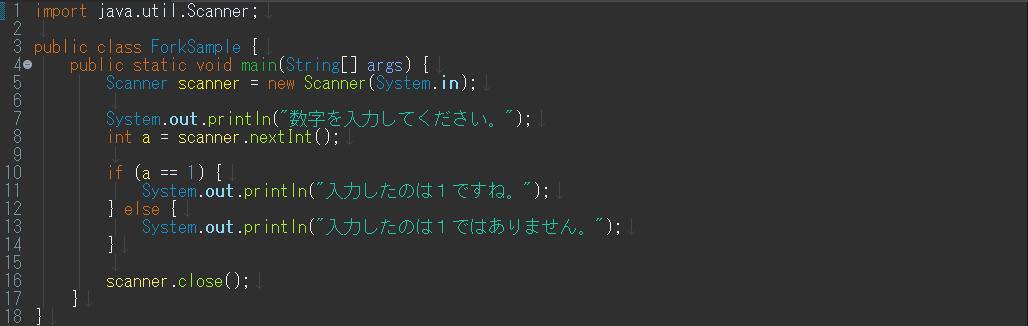 1 import java.util.Scanner;↓
2 ↓
3 public class ForkSample {↓
4 public static void main(String[] args) {↓
5 Scanner scanner = new Scanner(System.in);↓
6 ↓
7 System.out.println("数字を入力してください。");↓
8 int a = scanner.nextInt();↓
9 ↓
10 if (a == 1) {↓
11 System.out.println("入力したのは１ですね。");↓
12 } else {↓
13 System.out.println("入力したのは１ではありません。");↓
14 }↓
15 ↓
16 scanner.close();↓
17 }↓
18 }↓